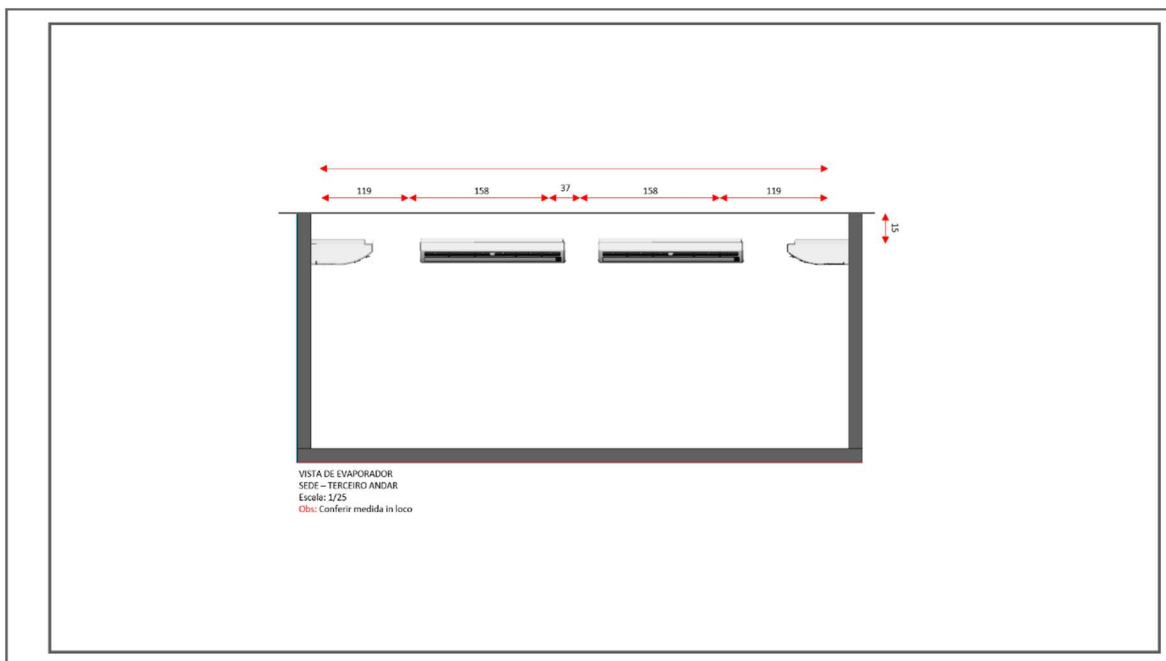 119 158 37 158 119
15
VISTA DE EVAPORADOR
SEDE – TERCEIRO ANDAR
Escala: 1/25
Obs: Conferir medida in loco